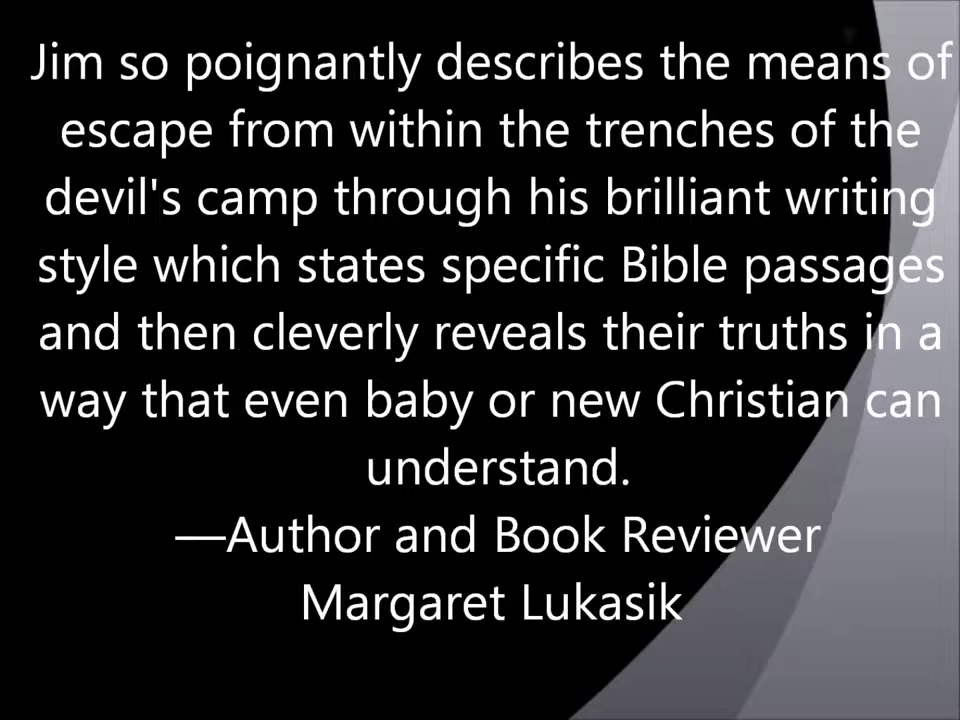 Jim so poignantly describes the means of
escape from within the trenches of the
devil's camp through his brilliant writing
style which states specific Bible passages
and then cleverly reveals their truths in a
way that even baby or new Christian can
understand.
—Author and Book Reviewer
Margaret Lukasik